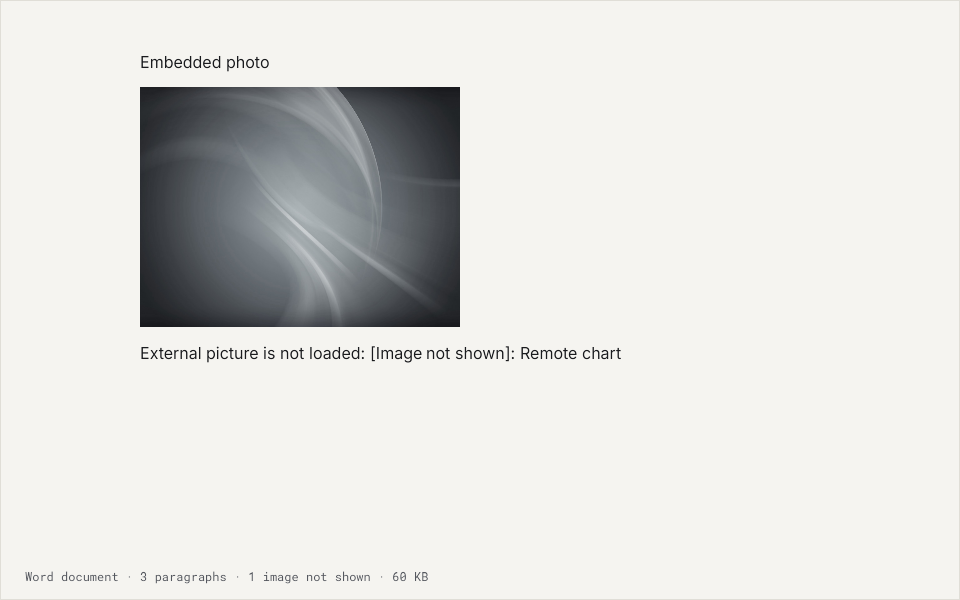 Embedded photo
External picture is not loaded: [Image not shown]: Remote chart
Word document · 3 paragraphs · 1 image not shown · 60 KB